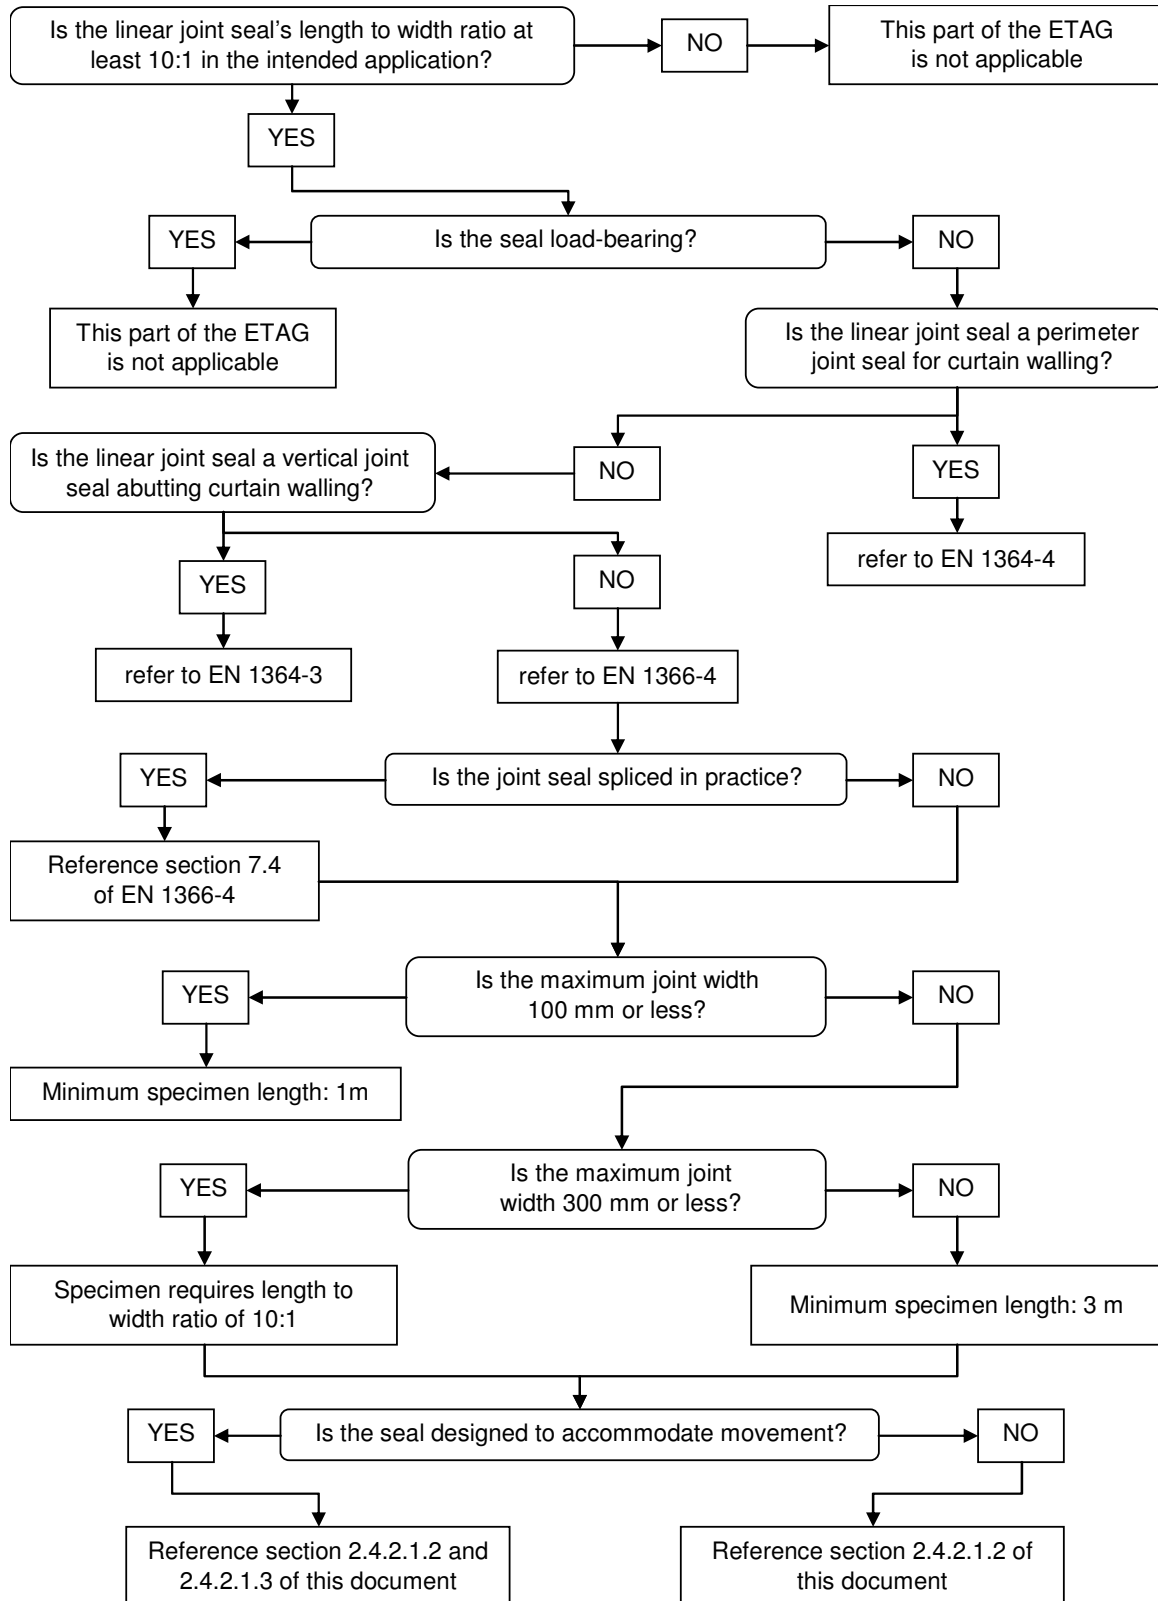 Is the linear joint seal's length to width ratio at
least 10:1 in the intended application?
NO
This part of the ETAG
is not applicable
YES
YES
Is the seal load-bearing?
NO
This part of the ETAG
is not applicable
Is the linear joint seal a perimeter
joint seal for curtain walling?
Is the linear joint seal a vertical joint
seal abutting curtain walling?
NO
YES
YES
NO
refer to EN 1364-4
refer to EN 1364-3
refer to EN 1366-4
YES
Is the joint seal spliced in practice?
NO
Reference section 7.4
of EN 1366-4
YES
Is the maximum joint width
100 mm or less?
NO
Minimum specimen length: 1m
YES
Is the maximum joint
width 300 mm or less?
NO
Specimen requires length to
width ratio of 10:1
Minimum specimen length: 3 m
YES
Is the seal designed to accommodate movement?
NO
Reference section 2.4.2.1.2 and
2.4.2.1.3 of this document
Reference section 2.4.2.1.2 of
this document